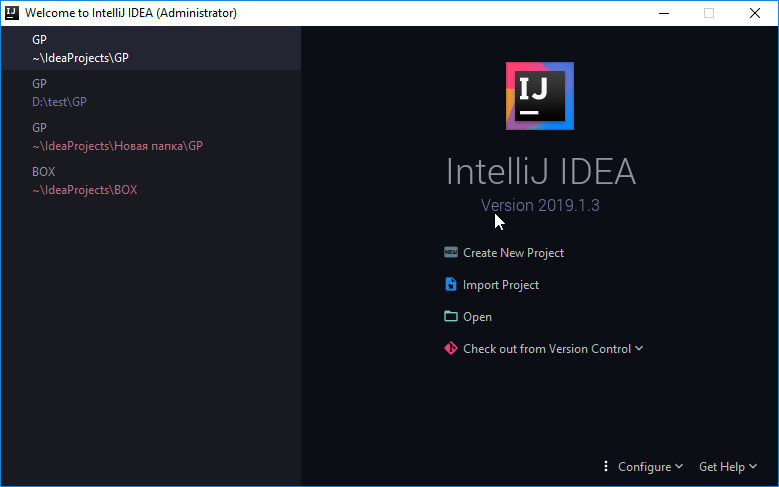 Welcome to IntelliJ IDEA (Administrator)
GP
~\IdeaProjects\GP
GP
D:\test\GP
GP
~\IdeaProjects\Новая папка\GP
BOX
~\IdeaProjects\BOX
IJ
IJ
IntelliJ IDEA
Version 2019.1.3
NEW Create New Project
Import Project
Open
Check out from Version Control
Configure
Get Help